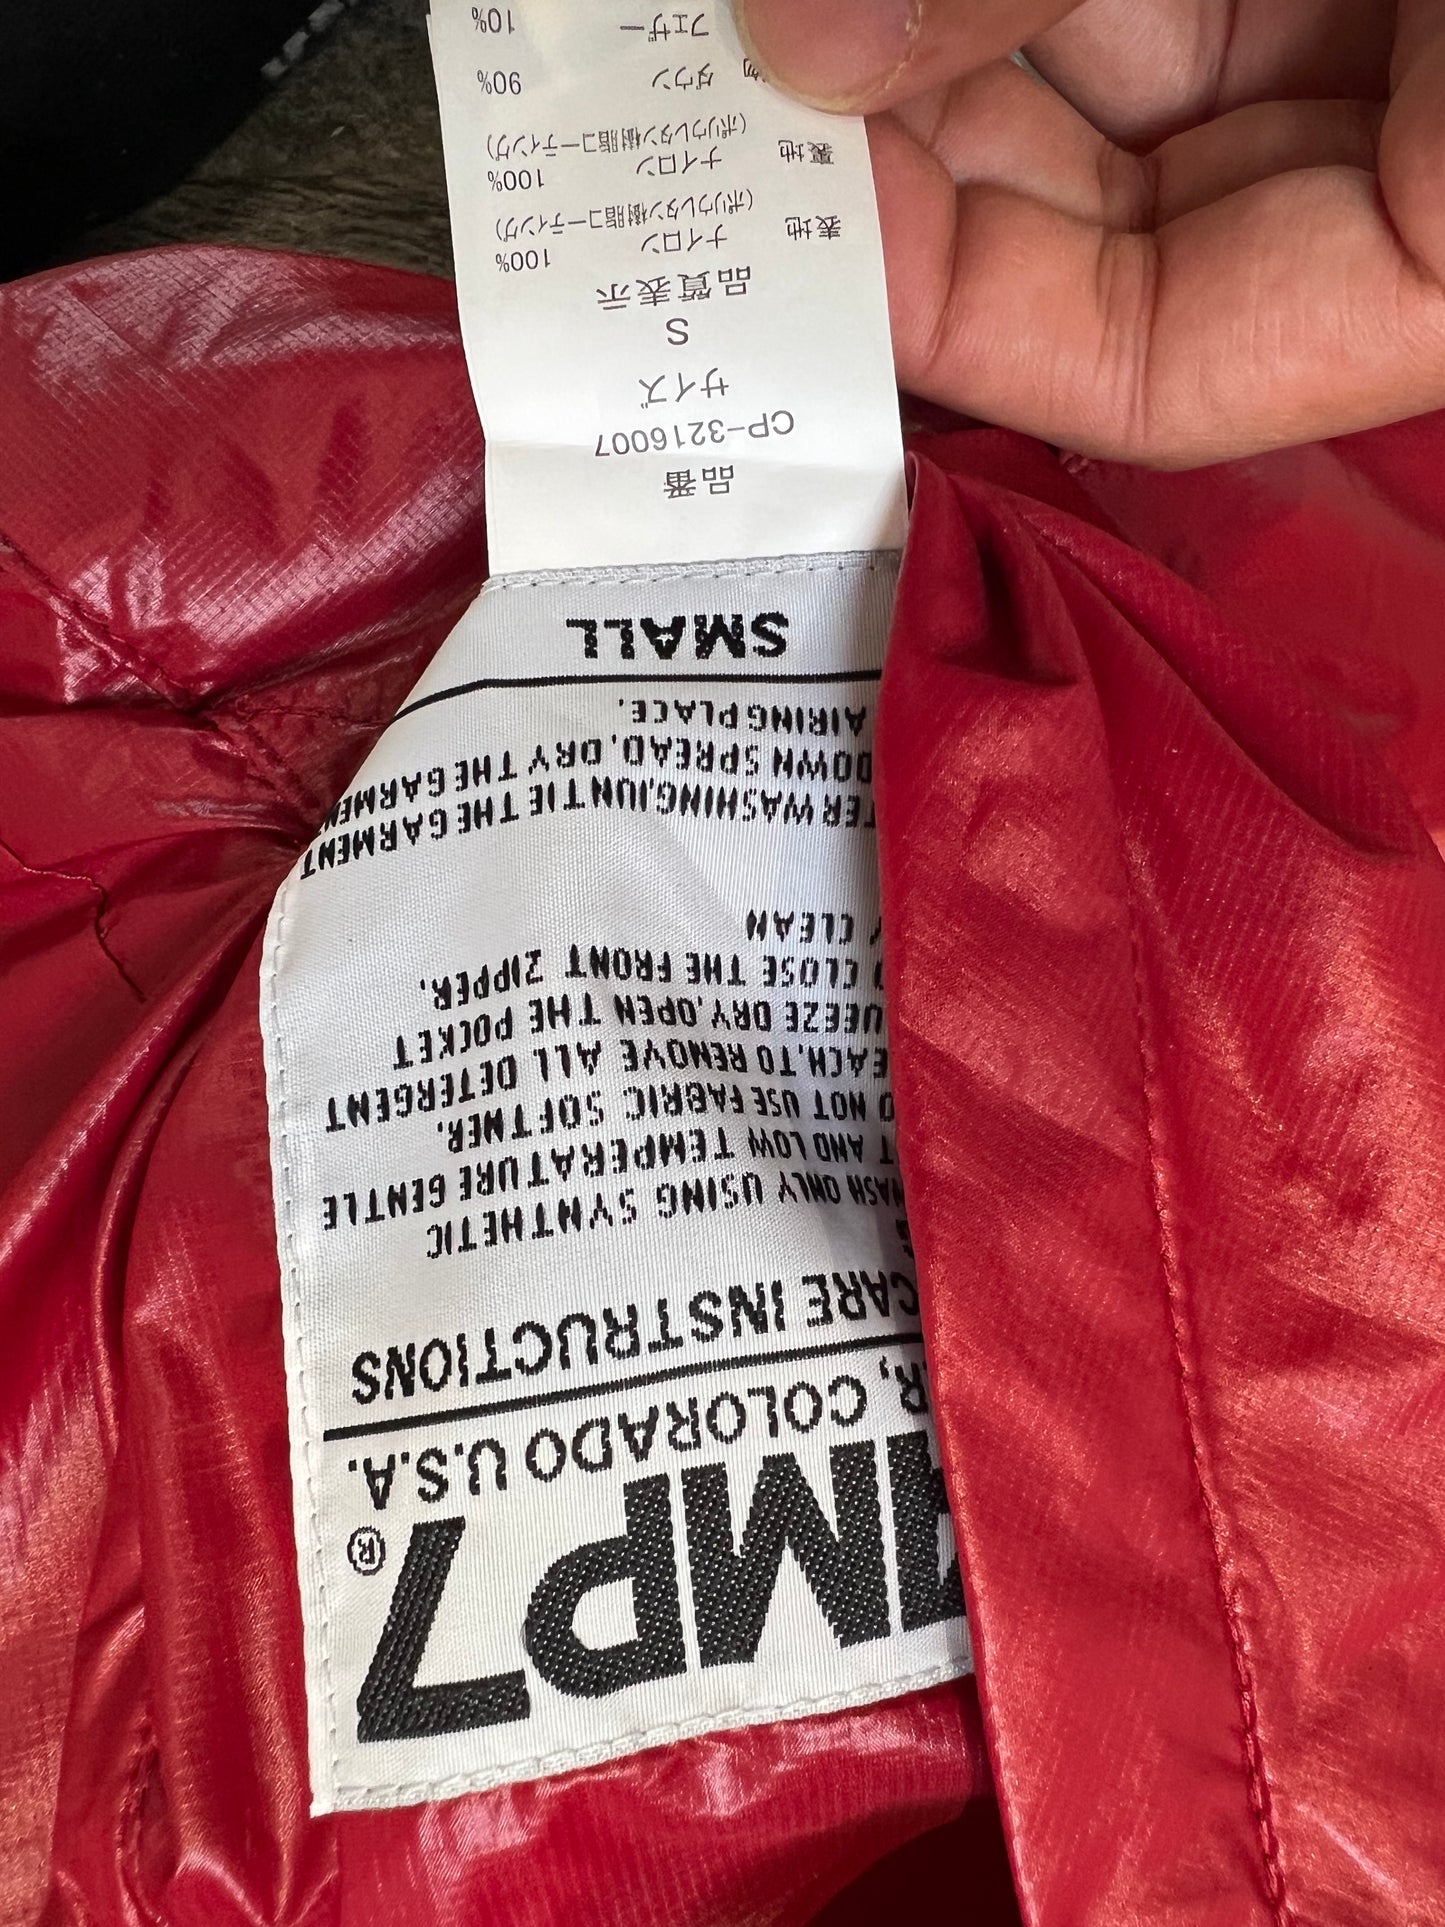 AMP7®
R, COLORADO U.S.A.
CARE INSTRUCTIONS
WASH ONLY USING SYNTHETIC
AND LOW TEMPERATURE GENTLE
NOT USE FABRIC SOFTNER.
EACH,TO REMOVE ALL DETERGENT
UEEZE DRY,OPEN THE POCKET
CLOSE THE FRONT ZIPPER.
Y CLEAN
TER WASHING,IUNTIE THE GARMENT
DOWN SPREAD, DRY THE GARMEN
AIRING PLACE.
SMALL
品番
CP-3216007
サイズ
S
品質表示
表地 ナイロン 100%
(ポリウレタン樹脂コーティング)
裏地 ナイロン 100%
(ポリウレタン樹脂コーティング)
物 ダウン 90%
フェザー 10%